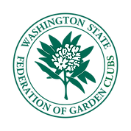 WASHINGTON STATE
FEDERATION OF GARDEN CLUBS